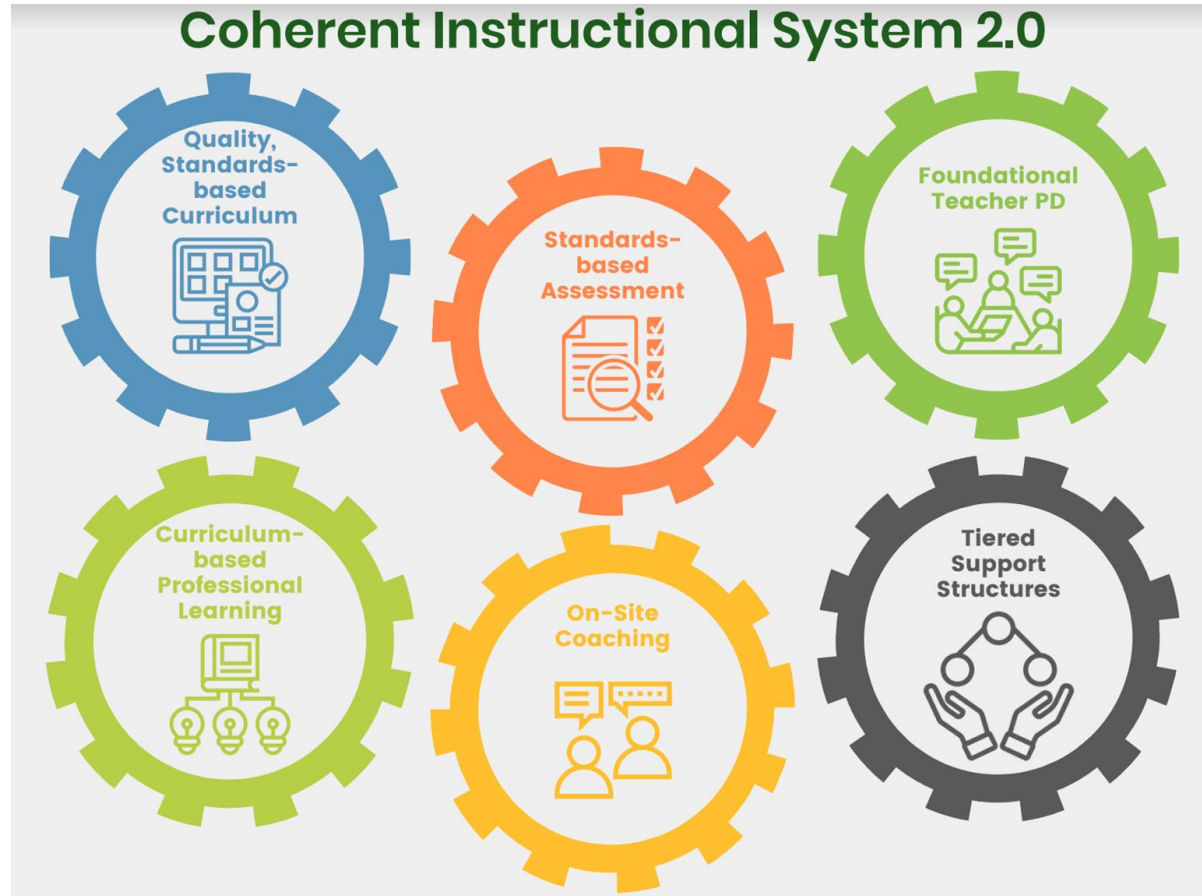 Coherent Instructional System 2.0
Quality,
Standards-
based
Curriculum
Standards-
based
Assessment
Foundational
Teacher PD
Curriculum-
based
Professional
Learning
On-Site
Coaching
Tiered
Support
Structures